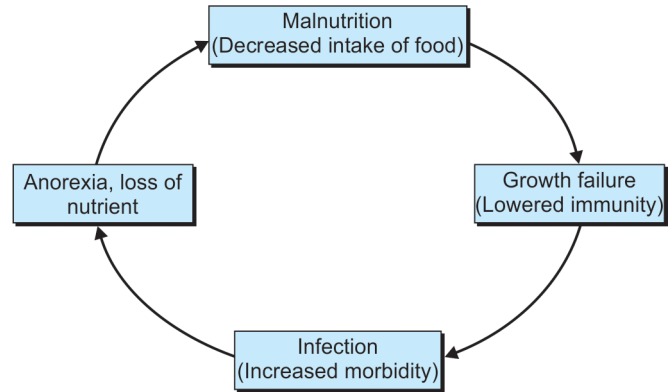 Malnutrition
(Decreased intake of food)
Anorexia, loss of
nutrient
Growth failure
(Lowered immunity)
Infection
(Increased morbidity)